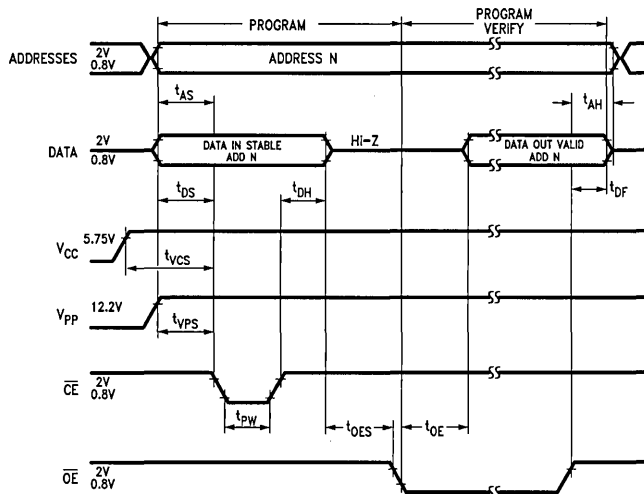 PROGRAM
PROGRAM
VERIFY
ADDRESSES
2V
0.8V
ADDRESS N
tAS
tAH
DATA
2V
0.8V
DATA IN STABLE
ADD N
Hi-Z
DATA OUT VALID
ADD N
tDS
tDH
tDF
VCC
5.75V
tVCS
VPP
12.2V
tVPS
CE
2V
0.8V
tPW
tOES
tOE
OE
2V
0.8V